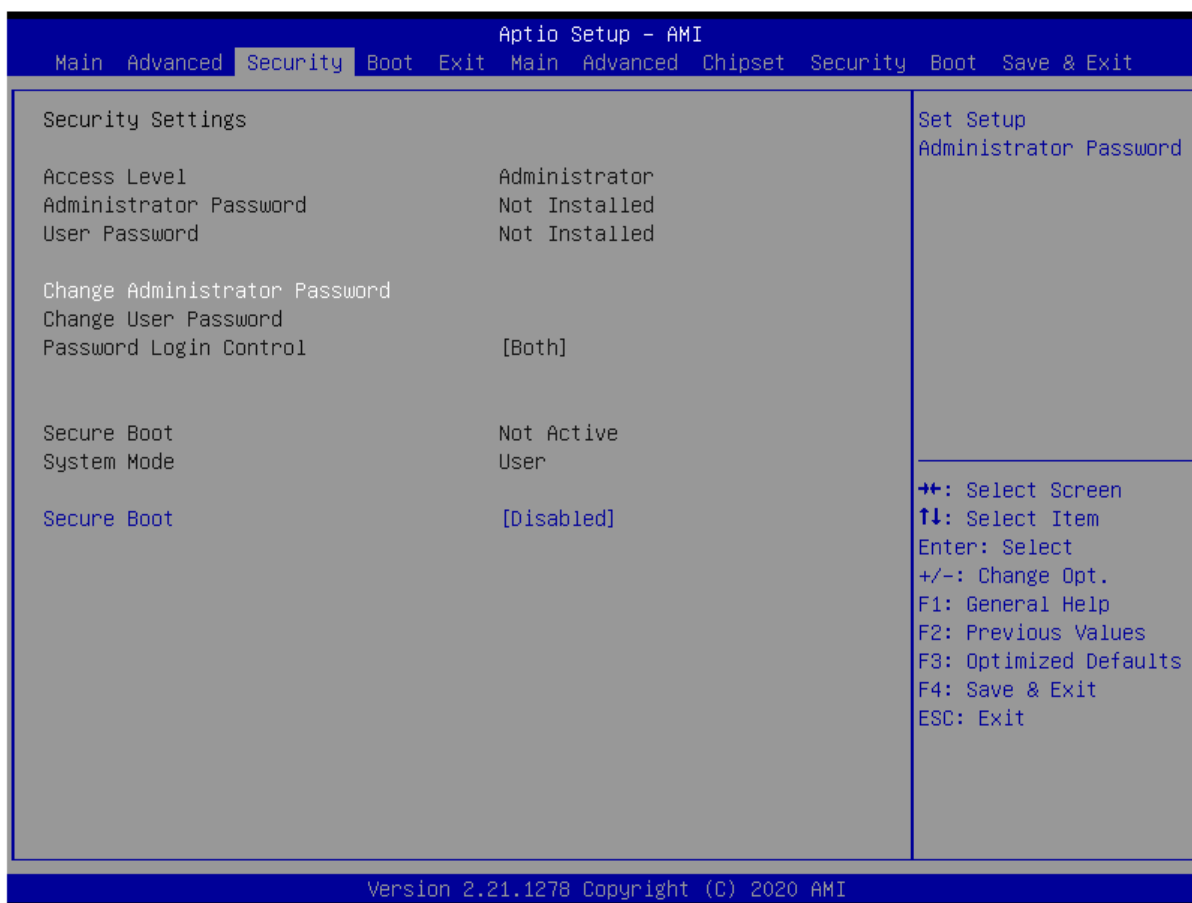 Aptio Setup – AMI
Main Advanced Security Boot Exit Main Advanced Chipset Security Boot Save & Exit
Security Settings
Access Level Administrator
Administrator Password Not Installed
User Password Not Installed
Change Administrator Password
Change User Password
Password Login Control [Both]
Secure Boot Not Active
System Mode User
Secure Boot [Disabled]
Set Setup
Administrator Password
→←: Select Screen
↑↓: Select Item
Enter: Select
+/-: Change Opt.
F1: General Help
F2: Previous Values
F3: Optimized Defaults
F4: Save & Exit
ESC: Exit
Version 2.21.1278 Copyright (C) 2020 AMI